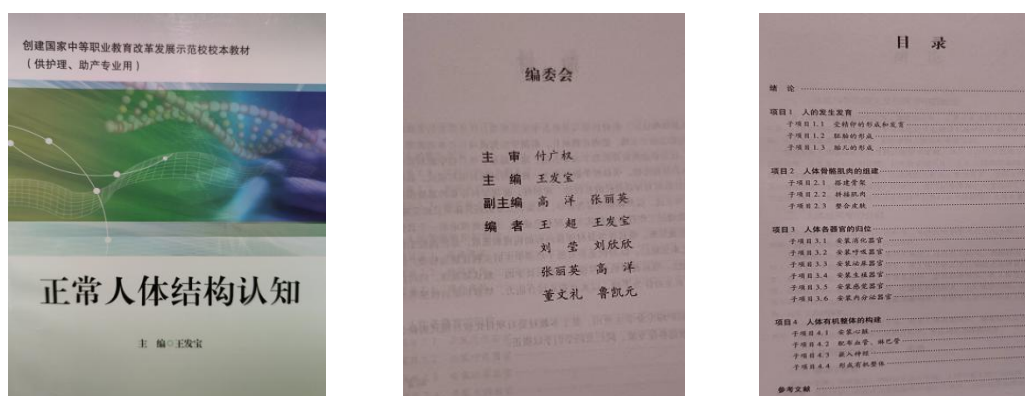 创建国家中等职业教育改革发展示范校校本教材
（供护理、助产专业用）
正常人体结构认知
主　编○王发宝
编委会
主　审　付广权
主　编　王发宝
副主编　高　洋　张丽英
编　者　王　超　王发宝
刘　莹　刘欣欣
张丽英　高　洋
董文礼　鲁凯元
目　录
绪　论
项目1　人的发生发育
子项目1.1　受精卵的形成和发育
子项目1.2　胚胎的形成
子项目1.3　胎儿的形成
项目2　人体骨骼肌肉的组建
子项目2.1　搭建骨架
子项目2.2　拼接肌肉
子项目2.3　整合皮肤
项目3　人体各器官的归位
子项目3.1　安装消化器官
子项目3.2　安装呼吸器官
子项目3.3　安装泌尿器官
子项目3.4　安装生殖器官
子项目3.5　安装感觉器官
子项目3.6　安装内分泌器官
项目4　人体有机整体的构建
子项目4.1　安装心脏
子项目4.2　配布血管、淋巴管
子项目4.3　嵌入神经
子项目4.4　形成有机整体
参考文献